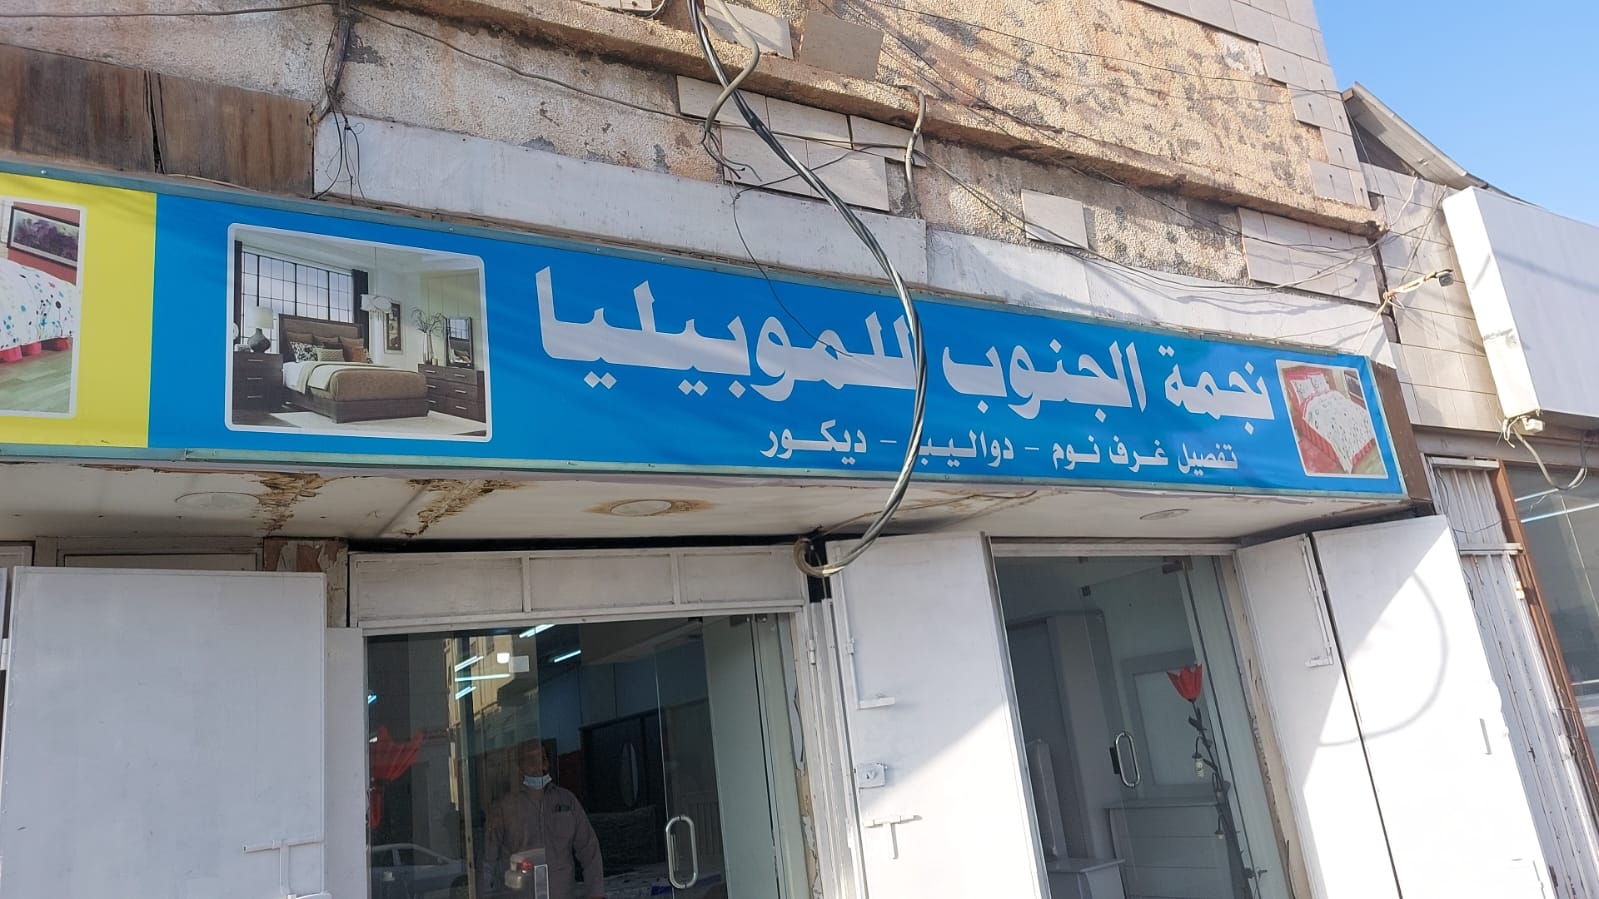 نجمة الجنوب للموبيليا
تفصيل غرف نوم - دواليب - ديكور